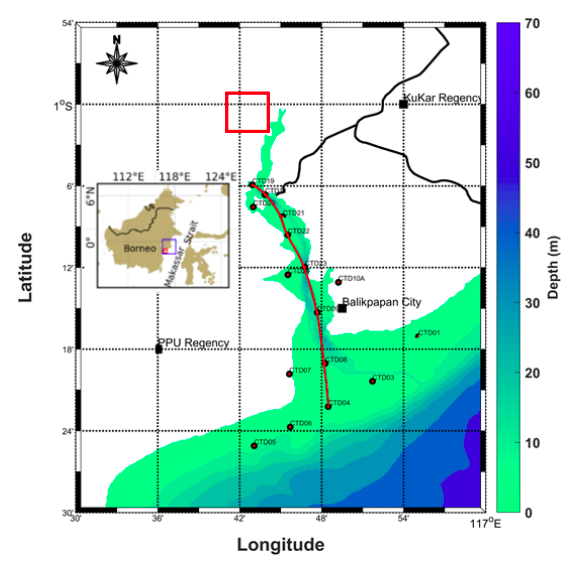 54'
70
N
1°S
KuKar Regency
60
50
CTD19
112°E 118°E 124°E
6'
6°N
CTD21
0°
Borneo
Makassar Strait
CTD22
40
CTD23
12'
CTD10A
Balikpapan City
30
Latitude
Depth (m)
CTD01
18'
PPU Regency
CTD08
20
CTD07
CTD03
CTD04
24'
CTD06
10
CTD05
30'
36'
42'
48'
54'
117°E
0
Longitude